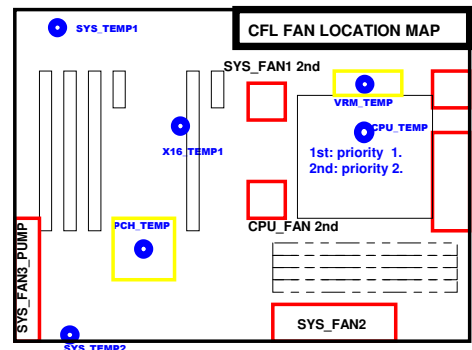 CFL FAN LOCATION MAP
SYS_TEMP1
SYS_FAN1 2nd
VRM_TEMP
CPU_TEMP
X16_TEMP1
1st: priority 1.
2nd: priority 2.
PCH_TEMP
CPU_FAN 2nd
SYS_FAN3_PUMP
SYS_FAN2
SYS_TEMP2